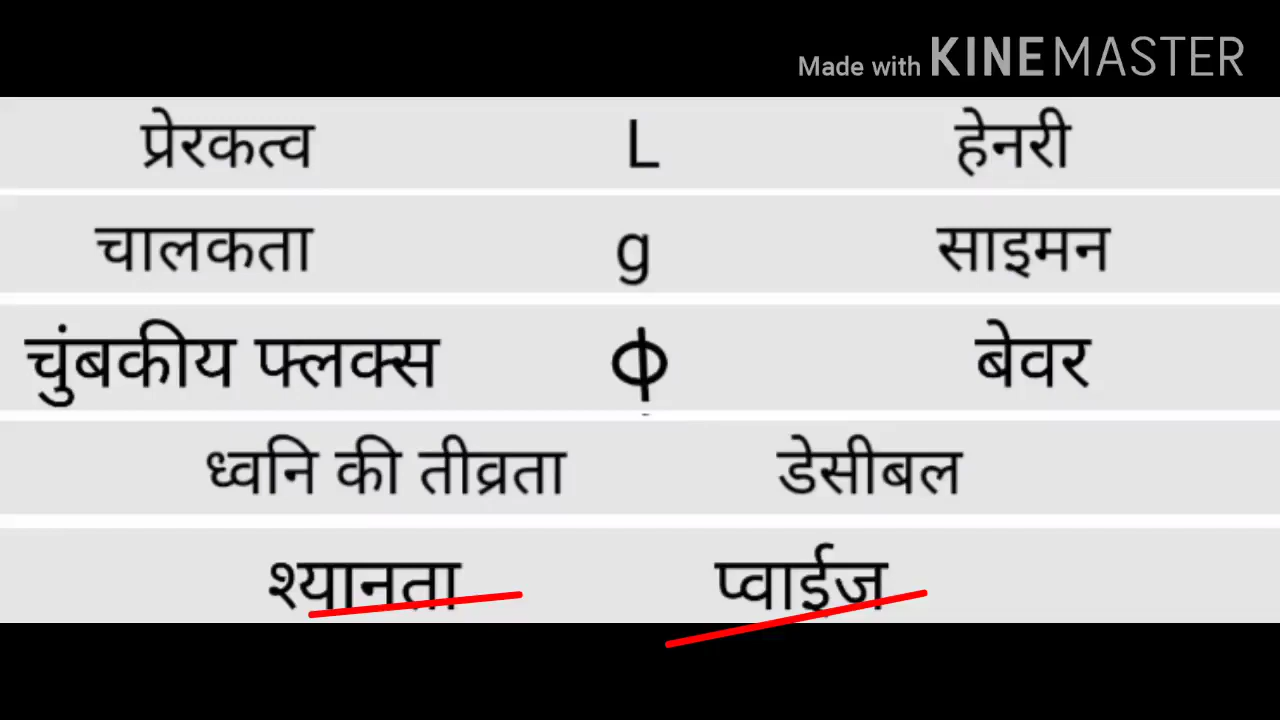 Made with KINEMASTER
प्रेरकत्व L हेनरी
चालकता g साइमन
चुंबकीय फ्लक्स Φ बेवर
ध्वनि की तीव्रता डेसीबल
श्यानता प्वाईज